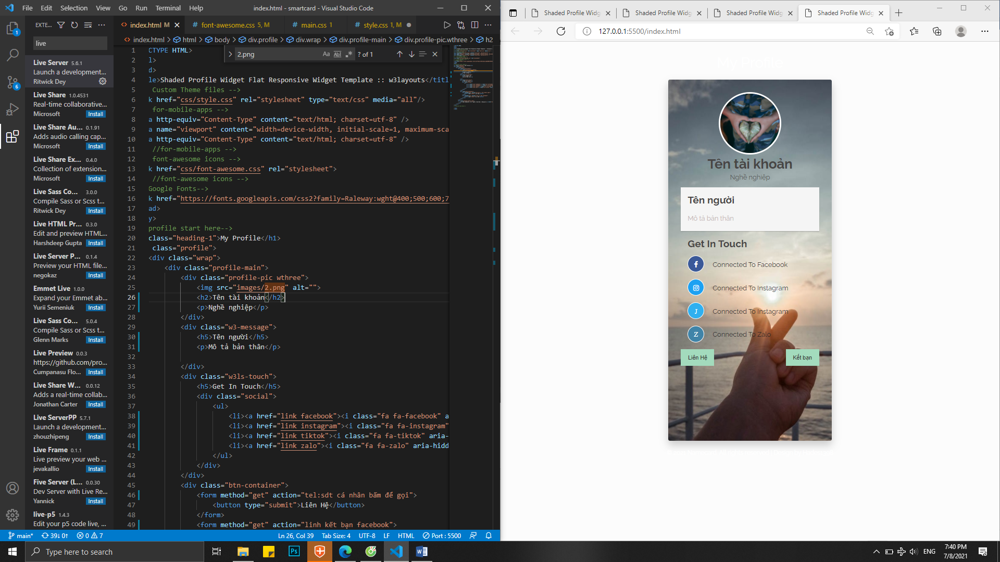 File Edit Selection View Go Run Terminal Help
index.html - smartcard - Visual Studio Code
EXTE...
live
Live Server 5.6.1
Launch a development...
Ritwick Dey
Live Share 1.0.4531
Real-time collaborative...
Microsoft Install
Live Share Au... 0.1.91
Adds audio calling cap...
Microsoft Install
Live Share Ex... 0.4.0
Collection of extension...
Microsoft Install
Live Sass Co... 3.0.0
Compile Sass or Scss t...
Ritwick Dey Install
Live HTML Pr... 0.3.0
Edit and preview HTML...
Harshdeep Gupta Install
Live Server P... 0.1.4
Preview your HTML file...
negokaz Install
Emmet Live 1.0.0
Expand your Emmet ab...
Yurii Semeniuk Install
Live Sass Co... 5.0.4
Compile Sass or Scss t...
Glenn Marks Install
Live Preview 0.0.3
https://github.com/pro...
Cumpanasu Flo... Install
Live Share W... 0.0.12
Adds a real-time collab...
Jonathan Carter Install
Live ServerPP 5.7.1
Launch a development...
zhouzhipeng Install
Live Frame 0.1.1
Live preview your web ...
jevakallio Install
Five Server (L... 0.0.30
Dev Server with Live Re...
Yannick Install
live-p5 1.4.3
Edit your p5 code live, ...
1
6
index.html M
font-awesome.css 5, M
main.css 1
style.css 1, M
index.html > html > body > div.profile > div.wrap > div.profile-main > div.profile-pic.wthree > h2
2.png Aa Abl .* ? of 1
1 CTYPE HTML>
2 l>
3 d>
4 le>Shaded Profile Widget Flat Responsive Widget Template :: w3layouts</titl
5 Custom Theme files -->
6 k href="css/style.css" rel="stylesheet" type="text/css" media="all"/>
7 for-mobile-apps -->
8 a http-equiv="Content-Type" content="text/html; charset=utf-8" />
9 a name="viewport" content="width=device-width, initial-scale=1, maximum-sca
10 a http-equiv="Content-Type" content="text/html; charset=utf-8" />
11 //for-mobile-apps -->
12 font-awesome icons -->
13 k href="css/font-awesome.css" rel="stylesheet">
14 //font-awesome icons -->
15 Google Fonts-->
16 k href="https://fonts.googleapis.com/css2?family=Raleway:wght@400;500;600;7
17 ad>
18 y>
19 profile start here-->
20 class="heading-1">My Profile</h1>
21 class="profile">
22 <div class="wrap">
23 <div class="profile-main">
24 <div class="profile-pic wthree">
25 <img src="images/2.png" alt="">
26 <h2>Tên tài khoản</h2>
27 <p>Nghề nghiệp</p>
28 </div>
29 <div class="w3-message">
30 <h5>Tên người</h5>
31 <p>Mô tả bản thân</p>
32
33 </div>
34 <div class="w3ls-touch">
35 <h5>Get In Touch</h5>
36 <div class="social">
37 <ul>
38 <li><a href="link facebook"><i class="fa fa-facebook" a
39 <li><a href="link instagram"><i class="fa fa-instagram"
40 <li><a href="link tiktok"><i class="fa fa-tiktok" aria-
41 <li><a href="link zalo"><i class="fa fa-zalo" aria-hidd
42 </ul>
43 </div>
44 </div>
45 <div class="btn-container">
46 <form method="get" action="tel:sdt cá nhân bấm để gọi">
47 <button type="submit">Liên Hệ</button>
48 </form>
49 <form method="get" action="linh kết bạn facebook">
main* 39↓ 0↑ 0 7
Ln 26, Col 39 Tab Size: 4 UTF-8 LF HTML Port : 5500
Shaded Profile Widg
Shaded Profile Widg
Shaded Profile Widg
Shaded Profile Widg
127.0.0.1:5500/index.html
My Profile
Tên tài khoản
Nghề nghiệp
Tên người
Mô tả bản thân
Get In Touch
Connected To Facebook
Connected To Instagram
J Connected To Instagram
Z Connected To Zalo
Liên Hệ Kết bạn
Type here to search
Ps
ENG
7:40 PM
7/8/2021